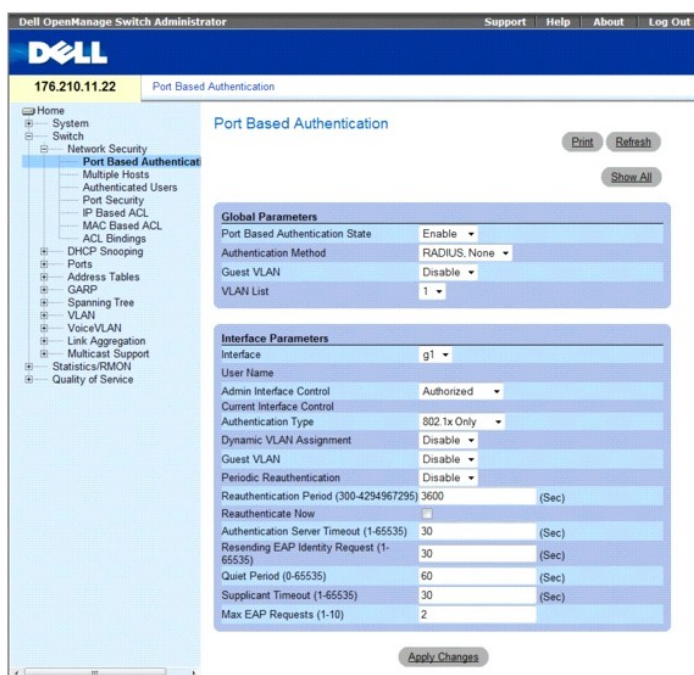 Dell OpenManage Switch Administrator
Support Help About Log Out
DELL
176.210.11.22
Port Based Authentication
Home
System
Switch
Network Security
Port Based Authenticati
Multiple Hosts
Authenticated Users
Port Security
IP Based ACL
MAC Based ACL
ACL Bindings
DHCP Snooping
Ports
Address Tables
GARP
Spanning Tree
VLAN
VoiceVLAN
Link Aggregation
Multicast Support
Statistics/RMON
Quality of Service
Port Based Authentication
Print Refresh
Show All
Global Parameters
Port Based Authentication State Enable
Authentication Method RADIUS, None
Guest VLAN Disable
VLAN List 1
Interface Parameters
Interface g1
User Name
Admin Interface Control Authorized
Current Interface Control
Authentication Type 802.1x Only
Dynamic VLAN Assignment Disable
Guest VLAN Disable
Periodic Reauthentication Disable
Reauthentication Period (300-4294967295) 3600 (Sec)
Reauthenticate Now
Authentication Server Timeout (1-65535) 30 (Sec)
Resending EAP Identity Request (1-
65535) 30 (Sec)
Quiet Period (0-65535) 60 (Sec)
Supplicant Timeout (1-65535) 30 (Sec)
Max EAP Requests (1-10) 2
Apply Changes